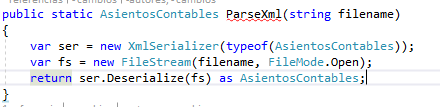 public static AsientosContables ParseXml(string filename)
{
var ser = new XmlSerializer(typeof(AsientosContables));
var fs = new FileStream(filename, FileMode.Open);
return ser.Deserialize(fs) as AsientosContables;
}